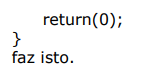 return(0);
}
faz isto.